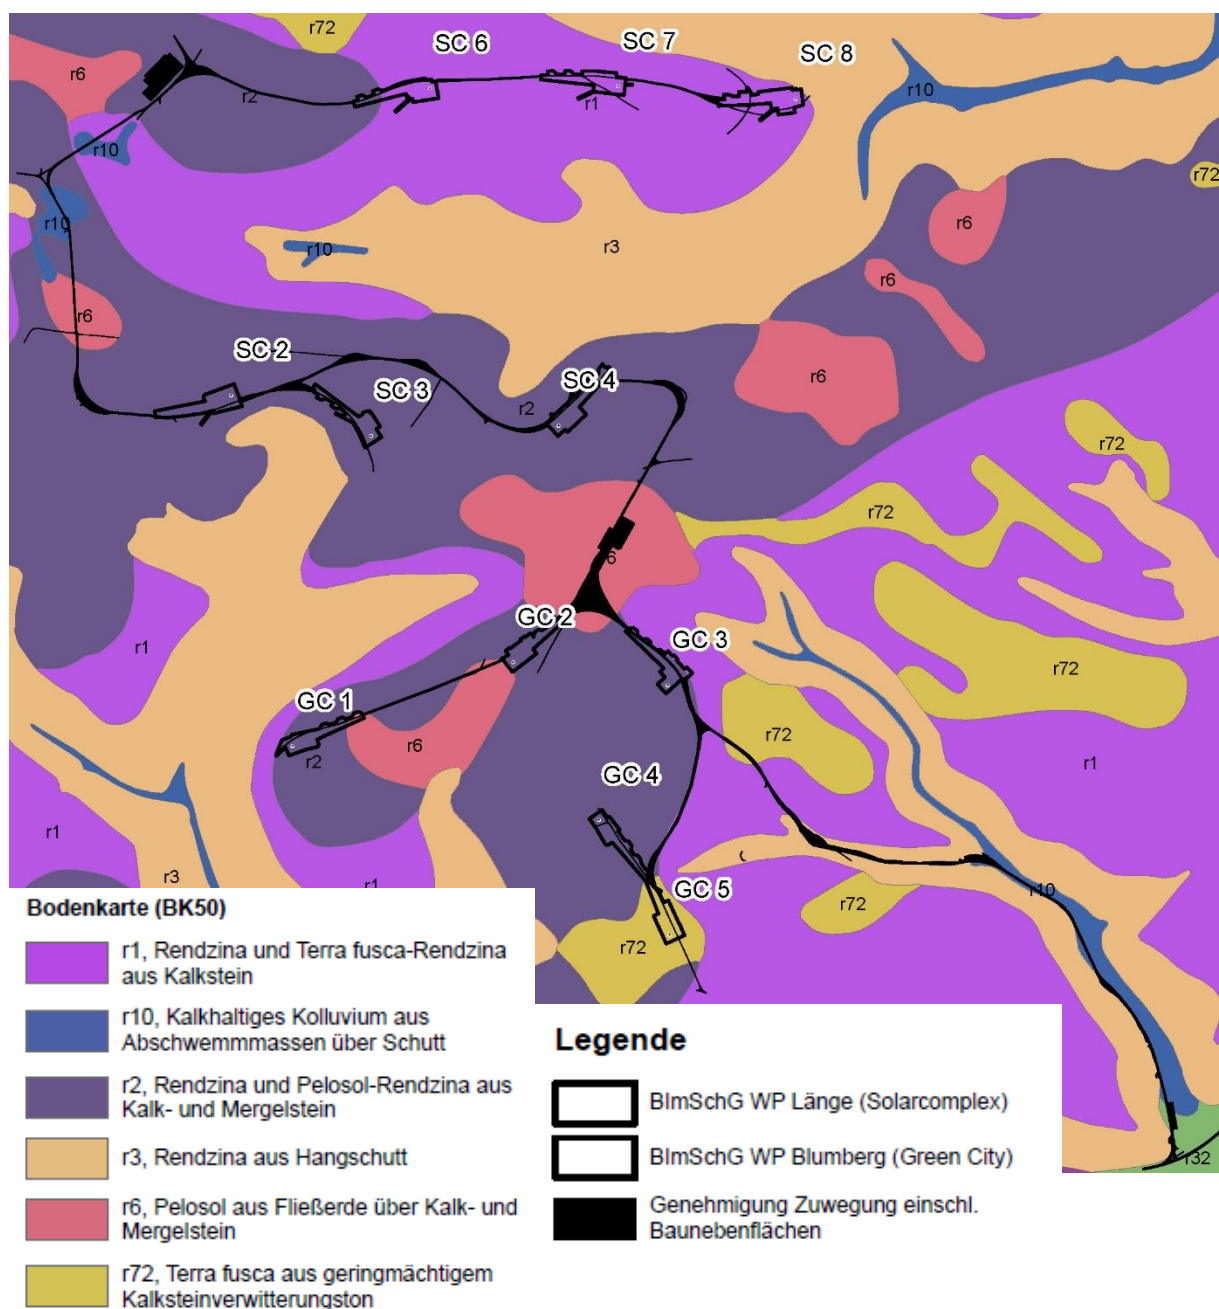 r72
SC 6
SC 7
SC 8
r6
r2
r1
r10
r10
r72
r10
r6
r10
r3
r6
r6
SC 2
r6
SC 3
SC 4
r2
r72
r72
6
r1
GC 2
GC 3
r72
GC 1
r72
r6
r2
r1
GC 4
r1
r3
r1
GC 5
r10
r72
r72
r32
Bodenkarte (BK50)
r1, Rendzina und Terra fusca-Rendzina
aus Kalkstein
r10, Kalkhaltiges Kolluvium aus
Abschwemmmassen über Schutt
r2, Rendzina und Pelosol-Rendzina aus
Kalk- und Mergelstein
r3, Rendzina aus Hangschutt
r6, Pelosol aus Fließerde über Kalk- und
Mergelstein
r72, Terra fusca aus geringmächtigem
Kalksteinverwitterungston
Legende
BImSchG WP Länge (Solarcomplex)
BImSchG WP Blumberg (Green City)
Genehmigung Zuwegung einschl.
Baunebenflächen